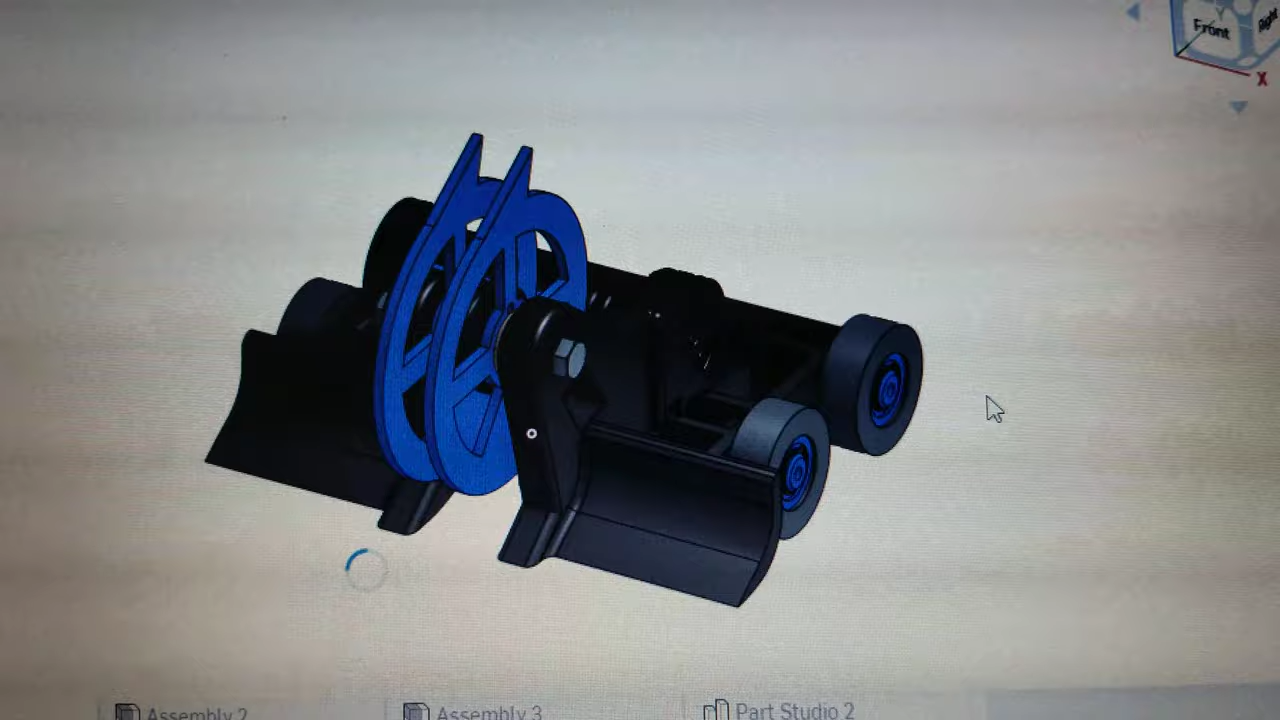 Front
Right
X
Assembly 2
Assembly 3
Part Studio 2